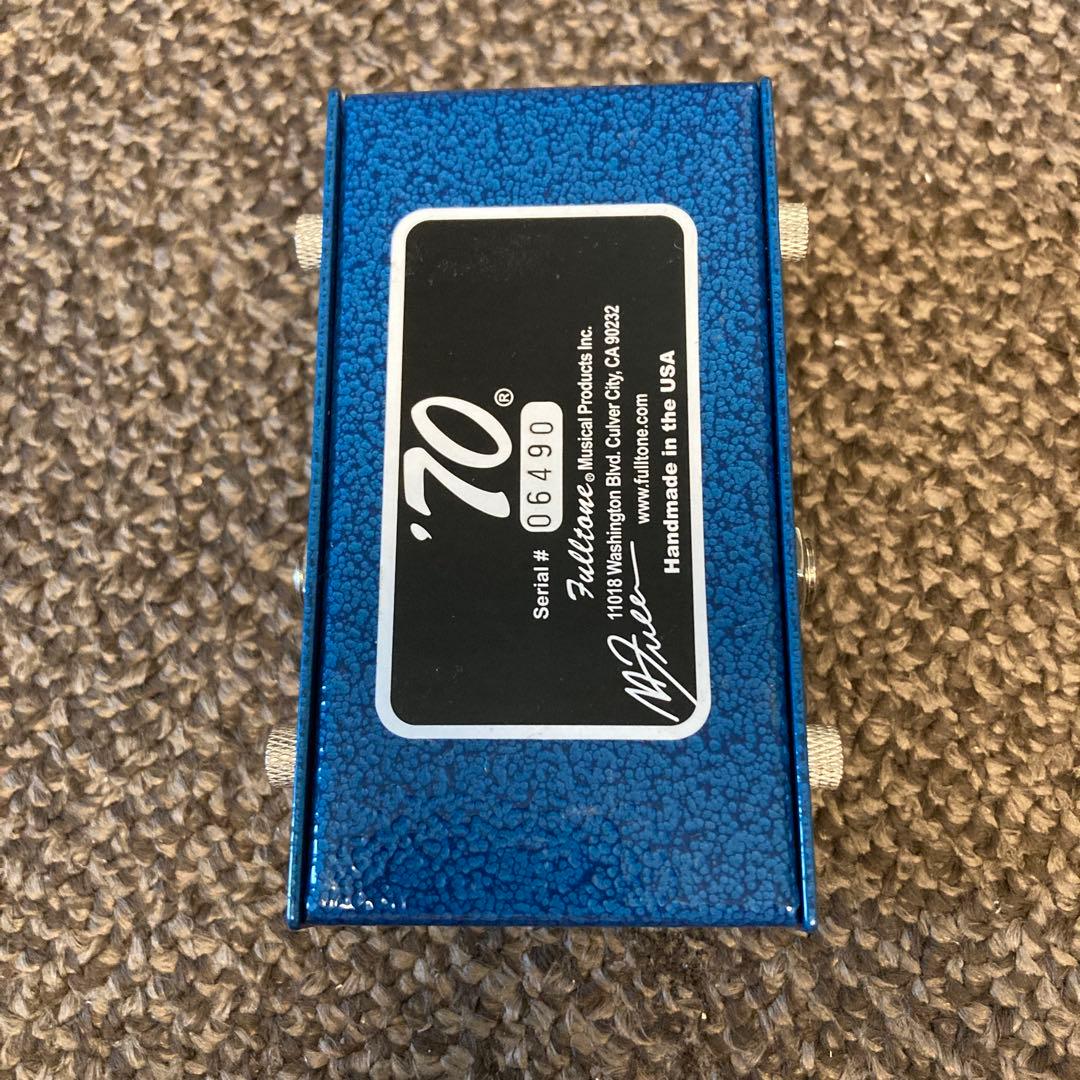 '70®
Serial # 06490
Fulltone® Musical Products Inc.
11018 Washington Blvd. Culver City, CA 90232
www.fulltone.com
Handmade in the USA